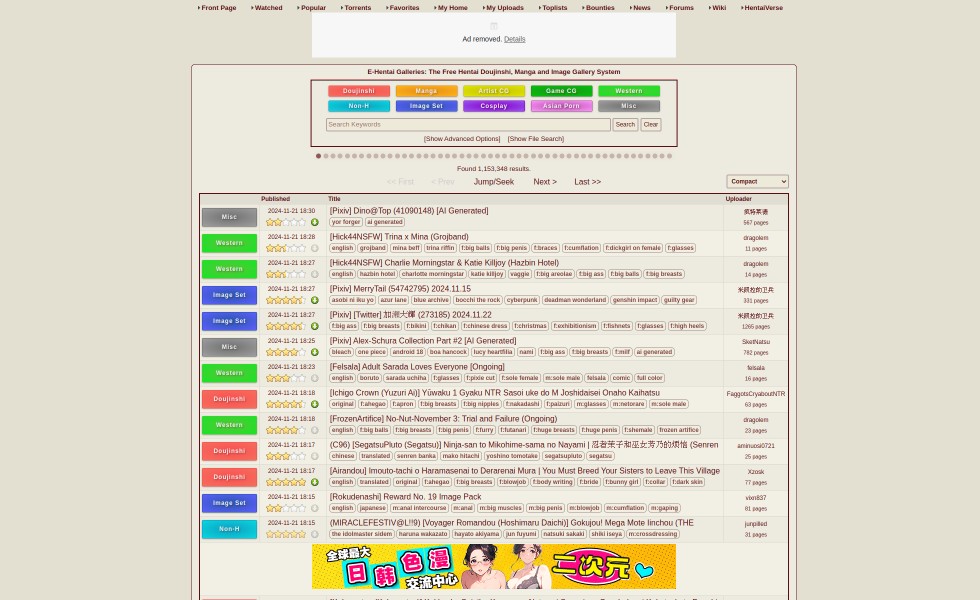 Front Page Watched Popular Torrents Favorites My Home My Uploads Toplists Bounties News Forums Wiki HentaiVerse
Ad removed. Details
E-Hentai Galleries: The Free Hentai Doujinshi, Manga and Image Gallery System
Doujinshi Manga Artist CG Game CG Western
Non-H Image Set Cosplay Asian Porn Misc
Search Keywords Search Clear
[Show Advanced Options] [Show File Search]
Found 1,153,348 results.
<< First < Prev Jump/Seek Next > Last >> Compact
Published Title Uploader
Misc 2024-11-21 18:30 [Pixiv] Dino@Top (41090148) [AI Generated]
yor forger ai generated 567 pages
Western 2024-11-21 18:28 [Hick44NSFW] Trina x Mina (Grojband) dragolem
english grojband mina beff trina riffin f:big balls f:big penis f:braces f:cumflation f:dickgirl on female f:glasses 11 pages
Western 2024-11-21 18:27 [Hick44NSFW] Charlie Morningstar & Katie Killjoy (Hazbin Hotel) dragolem
english hazbin hotel charlotte morningstar katie killjoy vaggie f:big areolae f:big ass f:big balls f:big breasts 14 pages
Image Set 2024-11-21 18:27 [Pixiv] MerryTail (54742795) 2024.11.15 米阿拉的卫兵
asobi ni iku yo azur lane blue archive bocchi the rock cyberpunk deadman wonderland genshin impact guilty gear 331 pages
Image Set 2024-11-21 18:27 [Pixiv] [Twitter] (273185) 2024.11.22 米阿拉的卫兵
f:big ass f:big breasts f:bikini f:chikan f:chinese dress f:christmas f:exhibitionism f:fishnets f:glasses f:high heels 1265 pages
Misc 2024-11-21 18:25 [Pixiv] Alex-Schura Collection Part #2 [AI Generated] SketNatsu
bleach one piece android 18 boa hancock lucy heartfilia nami f:big ass f:big breasts f:milf ai generated 782 pages
Western 2024-11-21 18:23 [Felsala] Adult Sarada Loves Everyone [Ongoing] felsala
english boruto sarada uchiha f:glasses f:pixie cut f:sole female m:sole male felsala comic full color 16 pages
Doujinshi 2024-11-21 18:18 [Ichigo Crown (Yuzuri Ai)] Yūwaku 1 Gyaku NTR Sasoi uke do M Joshidaisei Onaho Kaihatsu FaggotsCryaboutNTR
original f:ahegao f:apron f:big breasts f:big nipples f:nakadashi f:paizuri m:glasses m:netorare m:sole male 63 pages
Western 2024-11-21 18:18 [FrozenArtifice] No-Nut-November 3: Trial and Failure (Ongoing) dragolem
english f:big balls f:big breasts f:big penis f:furry f:futanari f:huge breasts f:huge penis f:shemale frozen artifice 23 pages
Doujinshi 2024-11-21 18:17 (C96) [SegatsuPluto (Segatsu)] Ninja-san to Mikohime-sama no Nayami | 忍者茉子和巫女芳乃的烦恼 (Senren aminuosi0721
chinese translated senren banka mako hitachi yoshino tomotake segatsupluto segatsu 25 pages
Doujinshi 2024-11-21 18:17 [Airandou] Imouto-tachi o Haramasenai to Derarenai Mura | You Must Breed Your Sisters to Leave This Village Xzosk
english translated original f:ahegao f:big breasts f:blowjob f:body writing f:bride f:bunny girl f:collar f:dark skin 77 pages
Image Set 2024-11-21 18:15 [Rokudenashi] Reward No. 19 Image Pack vixn837
english japanese m:anal intercourse m:anal m:big muscles m:big penis m:blowjob m:cumflation m:gaping 81 pages
Non-H 2024-11-21 18:15 (MIRACLEFESTIV@L!!9) [Voyager Romandou (Hoshimaru Daichi)] Gokujou! Mega Mote Iinchou (THE junpilled
the idolmaster sidem haruna wakazato hayato akiyama jun fuyumi natsuki sakaki shiki iseya m:crossdressing 31 pages
全球最大
日韩色漫
交流中心
二次元